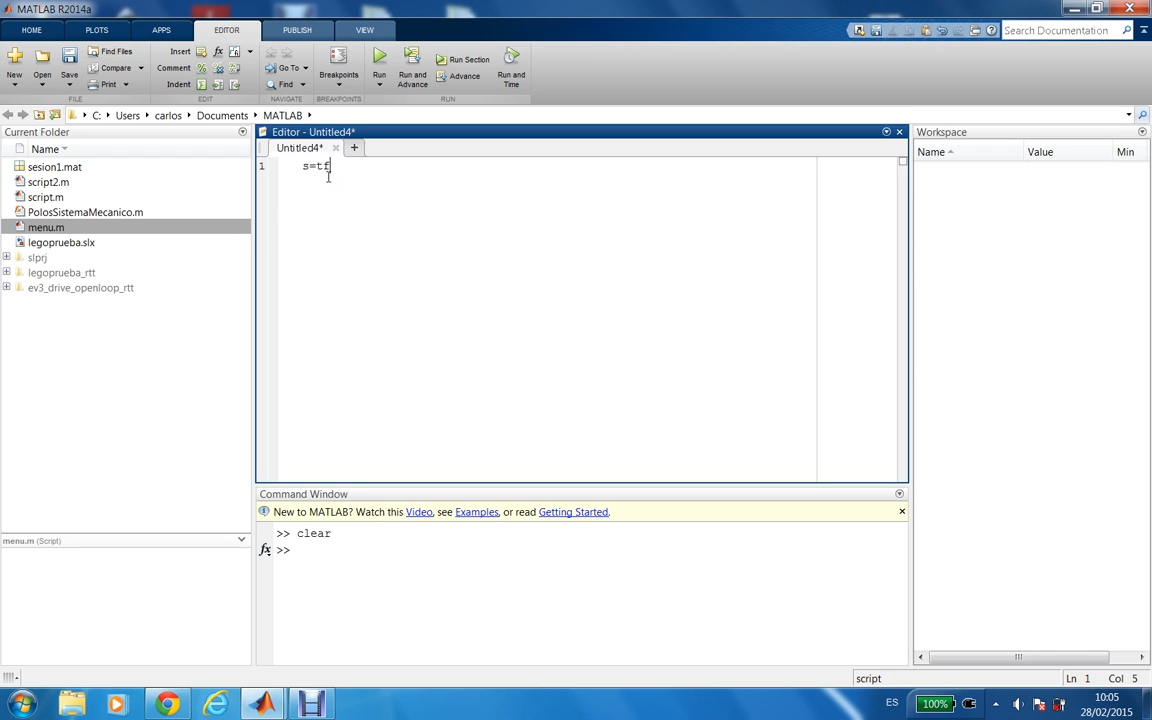 MATLAB R2014a
HOME PLOTS APPS EDITOR PUBLISH VIEW
Search Documentation
New Open Save Find Files Compare Print
Insert fx Comment % Indent
Go To Find
Breakpoints
Run Run and Advance Run Section Advance Run and Time
FILE EDIT NAVIGATE BREAKPOINTS RUN
C: Users carlos Documents MATLAB
Current Folder
Name
sesion1.mat
script2.m
script.m
PolosSistemaMecanico.m
menu.m
legoprueba.slx
slprj
legoprueba_rtt
ev3_drive_openloop_rtt
menu.m (Script)
Editor - Untitled4*
Untitled4*
1 s=tf
Command Window
New to MATLAB? Watch this Video, see Examples, or read Getting Started.
>> clear
fx >>
Workspace
Name Value Min
script Ln 1 Col 5
ES 100% 10:05
28/02/2015